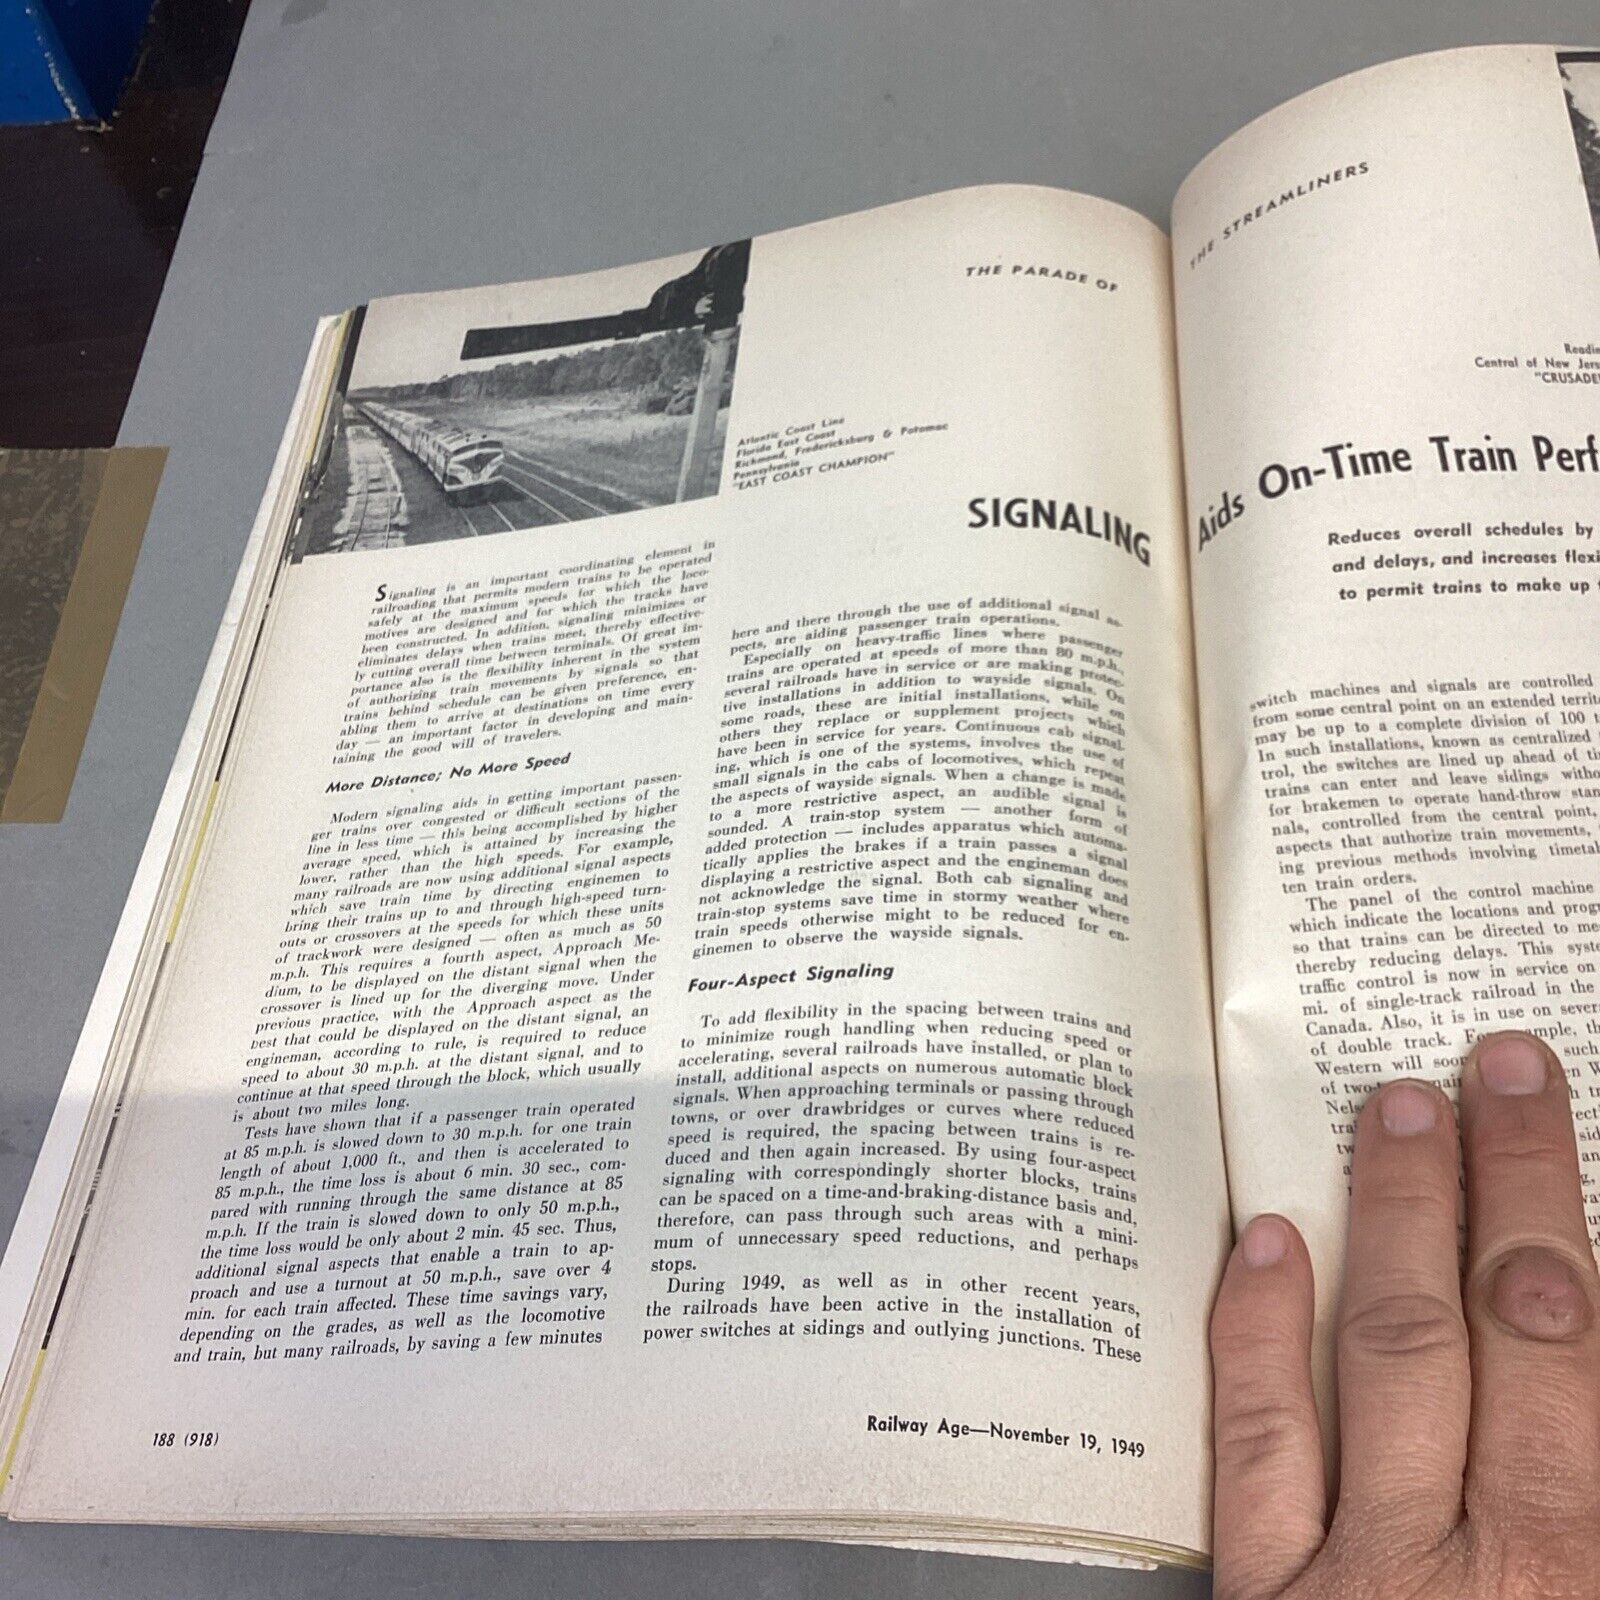 THE PARADE OF
Atlantic Coast Line
Florida East Coast
Richmond, Fredericksburg & Potomac
Pennsylvania
"EAST COAST CHAMPION"
SIGNALING
Signaling is an important coordinating element in
railroading that permits modern trains to be operated
safely at the maximum speeds for which the loco-
motives are designed and for which the tracks have
been constructed. In addition, signaling minimizes or
eliminates delays when trains meet, thereby effective-
ly cutting overall time between terminals. Of great im-
portance also is the flexibility inherent in the system
of authorizing train movements by signals so that
trains behind schedule can be given preference, en-
abling them to arrive at destinations on time every
day — an important factor in developing and main-
taining the good will of travelers.
More Distance; No More Speed
Modern signaling aids in getting important passen-
ger trains over congested or difficult sections of the
line in less time — this being accomplished by higher
average speed, which is attained by increasing the
lower, rather than the high speeds. For example,
many railroads are now using additional signal aspects
which save train time by directing enginemen to
bring their trains up to and through high-speed turn-
outs or crossovers at the speeds for which these units
of trackwork were designed — often as much as 50
m.p.h. This requires a fourth aspect, Approach Me-
dium, to be displayed on the distant signal when the
crossover is lined up for the diverging move. Under
previous practice, with the Approach aspect as the
best that could be displayed on the distant signal, an
engineman, according to rule, is required to reduce
speed to about 30 m.p.h. at the distant signal, and to
continue at that speed through the block, which usually
is about two miles long.
Tests have shown that if a passenger train operated
at 85 m.p.h. is slowed down to 30 m.p.h. for one train
length of about 1,000 ft., and then is accelerated to
85 m.p.h., the time loss is about 6 min. 30 sec., com-
pared with running through the same distance at 85
m.p.h. If the train is slowed down to only 50 m.p.h.,
the time loss would be only about 2 min. 45 sec. Thus,
additional signal aspects that enable a train to ap-
proach and use a turnout at 50 m.p.h., save over 4
min. for each train affected. These time savings vary,
depending on the grades, as well as the locomotive
and train, but many railroads, by saving a few minutes
here and there through the use of additional signal as-
pects, are aiding passenger train operations.
Especially on heavy-traffic lines where passenger
trains are operated at speeds of more than 80 m.p.h.,
several railroads have in service or are making protec-
tive installations in addition to wayside signals. On
some roads, these are initial installations, while on
others they replace or supplement projects which
have been in service for years. Continuous cab signal-
ing, which is one of the systems, involves the use of
small signals in the cabs of locomotives, which repeat
the aspects of wayside signals. When a change is made
to a more restrictive aspect, an audible signal is
sounded. A train-stop system — another form of
added protection — includes apparatus which automa-
tically applies the brakes if a train passes a signal
displaying a restrictive aspect and the engineman does
not acknowledge the signal. Both cab signaling and
train-stop systems save time in stormy weather where
train speeds otherwise might to be reduced for en-
ginemen to observe the wayside signals.
Four-Aspect Signaling
To add flexibility in the spacing between trains and
to minimize rough handling when reducing speed or
accelerating, several railroads have installed, or plan to
install, additional aspects on numerous automatic block
signals. When approaching terminals or passing through
towns, or over drawbridges or curves where reduced
speed is required, the spacing between trains is re-
duced and then again increased. By using four-aspect
signaling with correspondingly shorter blocks, trains
can be spaced on a time-and-braking-distance basis and,
therefore, can pass through such areas with a mini-
mum of unnecessary speed reductions, and perhaps
stops.
During 1949, as well as in other recent years,
the railroads have been active in the installation of
power switches at sidings and outlying junctions. These
188 (918)
Railway Age—November 19, 1949
THE STREAMLINERS
Central of New
Aids On-Time Train
Reduces overall schedules by
and delays, and increases
to permit trains to make up
switch machines and signals are controlled
from some central point on an extended
may be up to a complete division of 100
In such installations, known as centralized
trol, the switches are lined up ahead of
trains can enter and leave sidings
for brakemen to operate hand-throw
nals, controlled from the central point,
aspects that authorize train movements,
ing previous methods involving
ten train orders.
The panel of the control machine
which indicate the locations and
so that trains can be directed to
thereby reducing delays. This
traffic control is now in service on
mi. of single-track railroad in the
Canada. Also, it is in use on
of double track.
Western will such
of